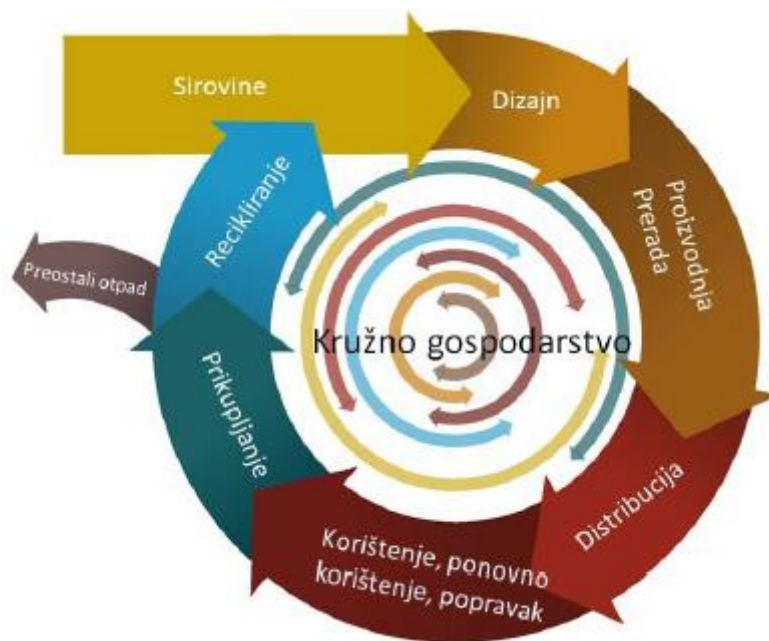 Sirovine
Dizajn
Proizvodnja
Prerada
Distribucija
Korištenje, ponovno
korištenje, popravak
Prikupljanje
Recikliranje
Preostali otpad
Kružno gospodarstvo